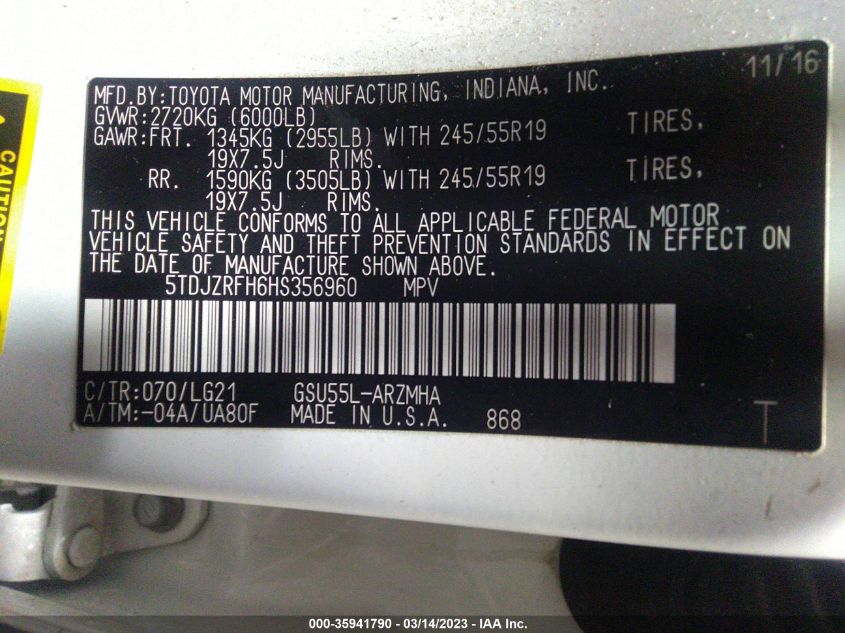 11/16
MFD.BY:TOYOTA MOTOR MANUFACTURING, INDIANA, INC.
GVWR:2720KG (6000LB)
GAWR:FRT. 1345KG (2955LB) WITH 245/55R19 TIRES,
19X7.5J RIMS.
RR. 1590KG (3505LB) WITH 245/55R19 TIRES,
19X7.5J RIMS.
THIS VEHICLE CONFORMS TO ALL APPLICABLE FEDERAL MOTOR
VEHICLE SAFETY AND THEFT PREVENTION STANDARDS IN EFFECT ON
THE DATE OF MANUFACTURE SHOWN ABOVE.
5TDJZRFH6HS356960 MPV
C/TR:070/LG21 GSU55L-ARZMHA
A/TM:-04A/UA80F MADE IN U.S.A. 868
T
CAUTION
000-35941790 - 03/14/2023 - IAA Inc.